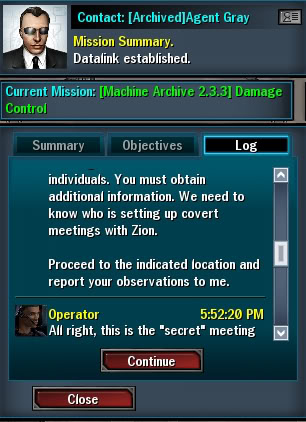 Contact: [Archived]Agent Gray
Mission Summary.
Datalink established.
Current Mission: [Machine Archive 2.3.3] Damage
Control
Summary
Objectives
Log
individuals. You must obtain
additional information. We need to
know who is setting up covert
meetings with Zion.
Proceed to the indicated location and
report your observations to me.
Operator 5:52:20 PM
All right, this is the "secret" meeting
Continue
Close